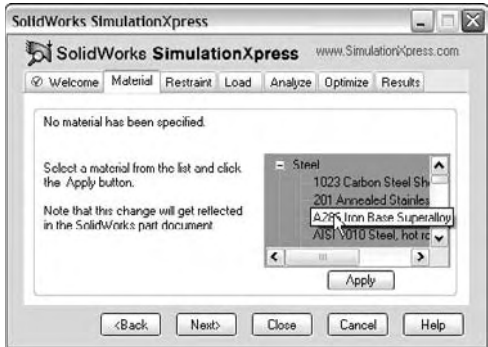 SolidWorks SimulationXpress
SolidWorks SimulationXpress www.SimulationXpress.com
Welcome Material Restraint Load Analyze Optimize Results
No material has been specified.
Select a material from the list and click
the Apply button.
Note that this change will get reflected
in the SolidWorks part document
Steel
1023 Carbon Steel Sh
201 Annealed Stainles
A286 Iron Base Superalloy
AISI 1010 Steel, hot ro
Apply
<Back Next> Close Cancel Help